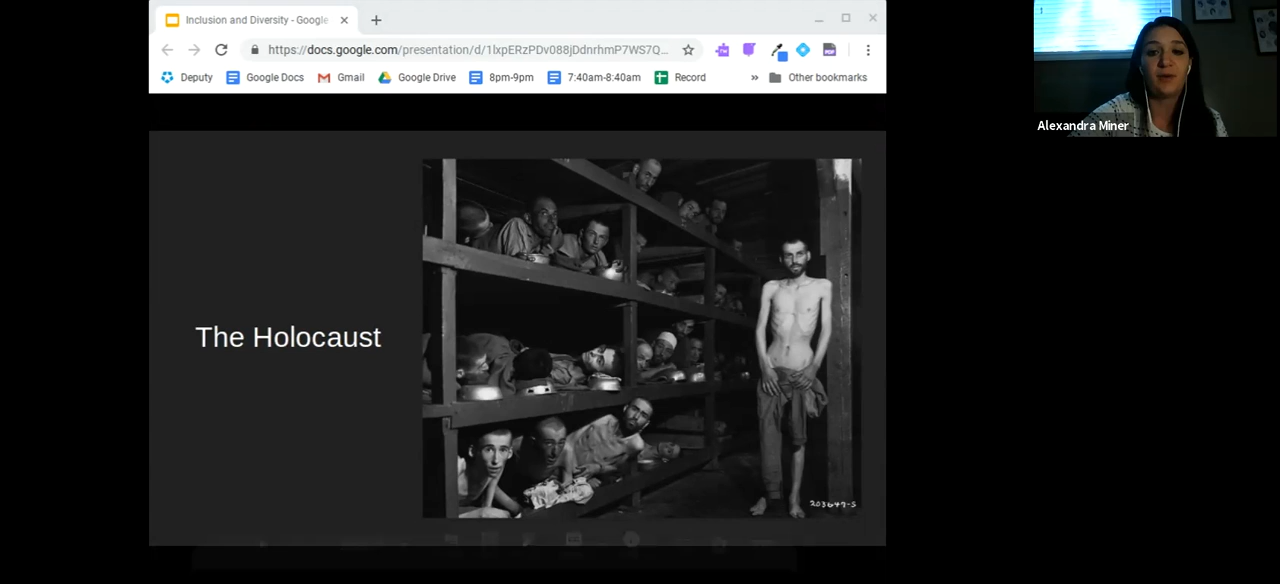 Inclusion and Diversity - Google
https://docs.google.com/presentation/d/1lxpERzPDv088jDdnrhmP7WS7Q...
Deputy Google Docs Gmail Google Drive 8pm-9pm 7:40am-8:40am Record » Other bookmarks
Alexandra Miner
The Holocaust
203647-S